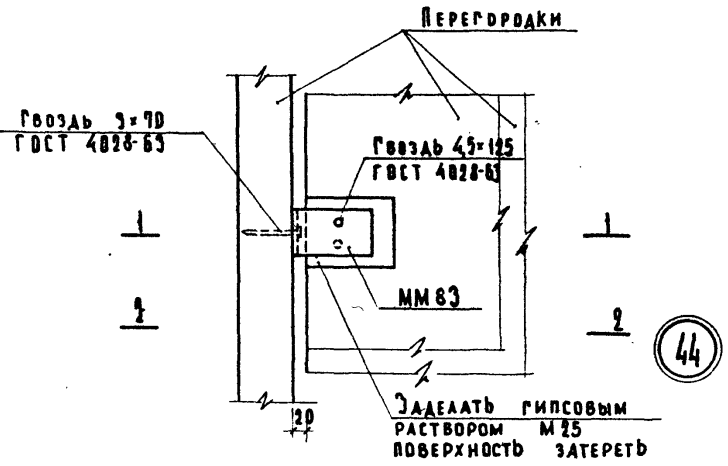 Перегородки
Гвоздь 3×70
ГОСТ 4028-63
Гвоздь 4,5×125
ГОСТ 4028-63
1
1
ММ 83
2
2
44
20
Заделать гипсовым
раствором М 25
поверхность затереть